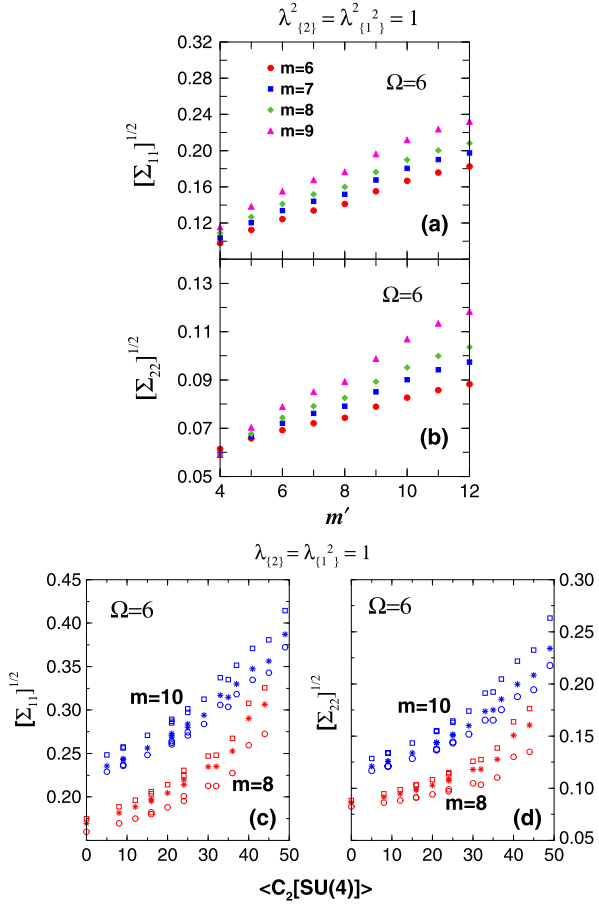 λ²{2} = λ²{1²} = 1
0.32
0.28
0.24
0.20
0.16
0.12
[Σ11]^1/2
m=6
m=7
m=8
m=9
Ω=6
(a)
0.13
0.11
0.09
0.07
0.05
[Σ22]^1/2
Ω=6
(b)
4 6 8 10 12
m′
λ{2} = λ{1²} = 1
0.45
0.40
0.35
0.30
0.25
0.20
[Σ11]^1/2
Ω=6
m=10
m=8
(c)
0 10 20 30 40 50
[Σ22]^1/2
Ω=6
m=10
m=8
(d)
0.30
0.25
0.20
0.15
0.10
0.05
0 10 20 30 40 50
<C₂[SU(4)]>